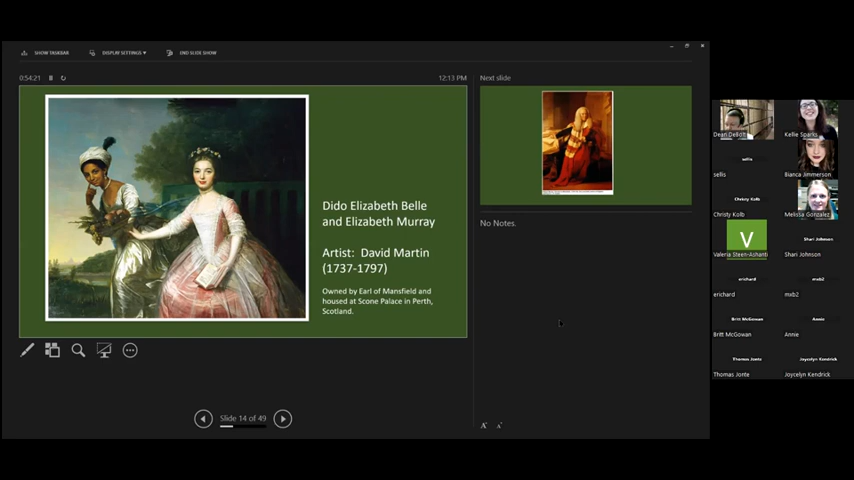 SHOW TASKBAR
DISPLAY SETTINGS ▾
END SLIDE SHOW
0:54:21
12:13 PM
Next slide
Dido Elizabeth Belle
and Elizabeth Murray
Artist: David Martin
(1737-1797)
Owned by Earl of Mansfield and
housed at Scone Palace in Perth,
Scotland.
No Notes.
Slide 14 of 49
A A
Kellie Sparks
sellis
sellis
Bianca Jimmerson
Christy Kolb
Christy Kolb
Melissa Gonzalez
V
Valeria Steen-Ashanti
Shari Johnson
Shari Johnson
erichard
erichard
mxb2
mxb2
Britt McGowan
Britt McGowan
Annie
Annie
Thomas Jonte
Thomas Jonte
Joycelyn Kendrick
Joycelyn Kendrick